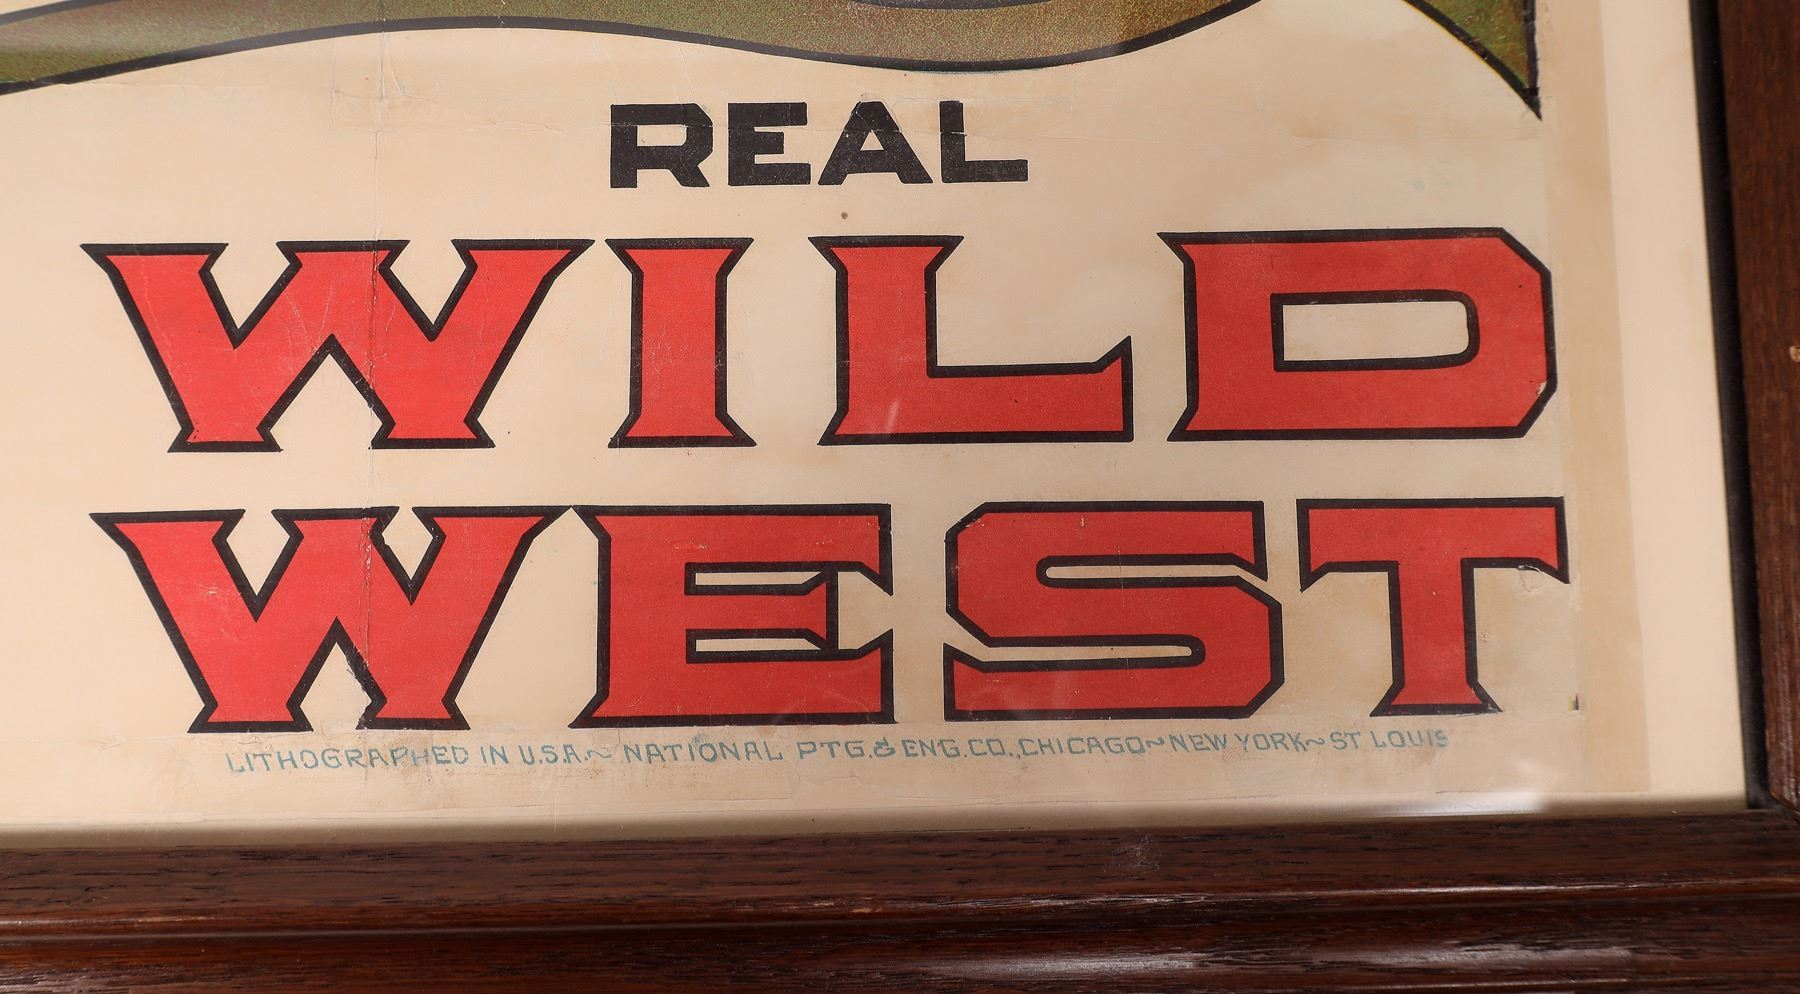 REAL
WILD
WEST
LITHOGRAPHED IN U.S.A.~ NATIONAL PTG. & ENG. CO., CHICAGO~NEW YORK~ST LOUIS